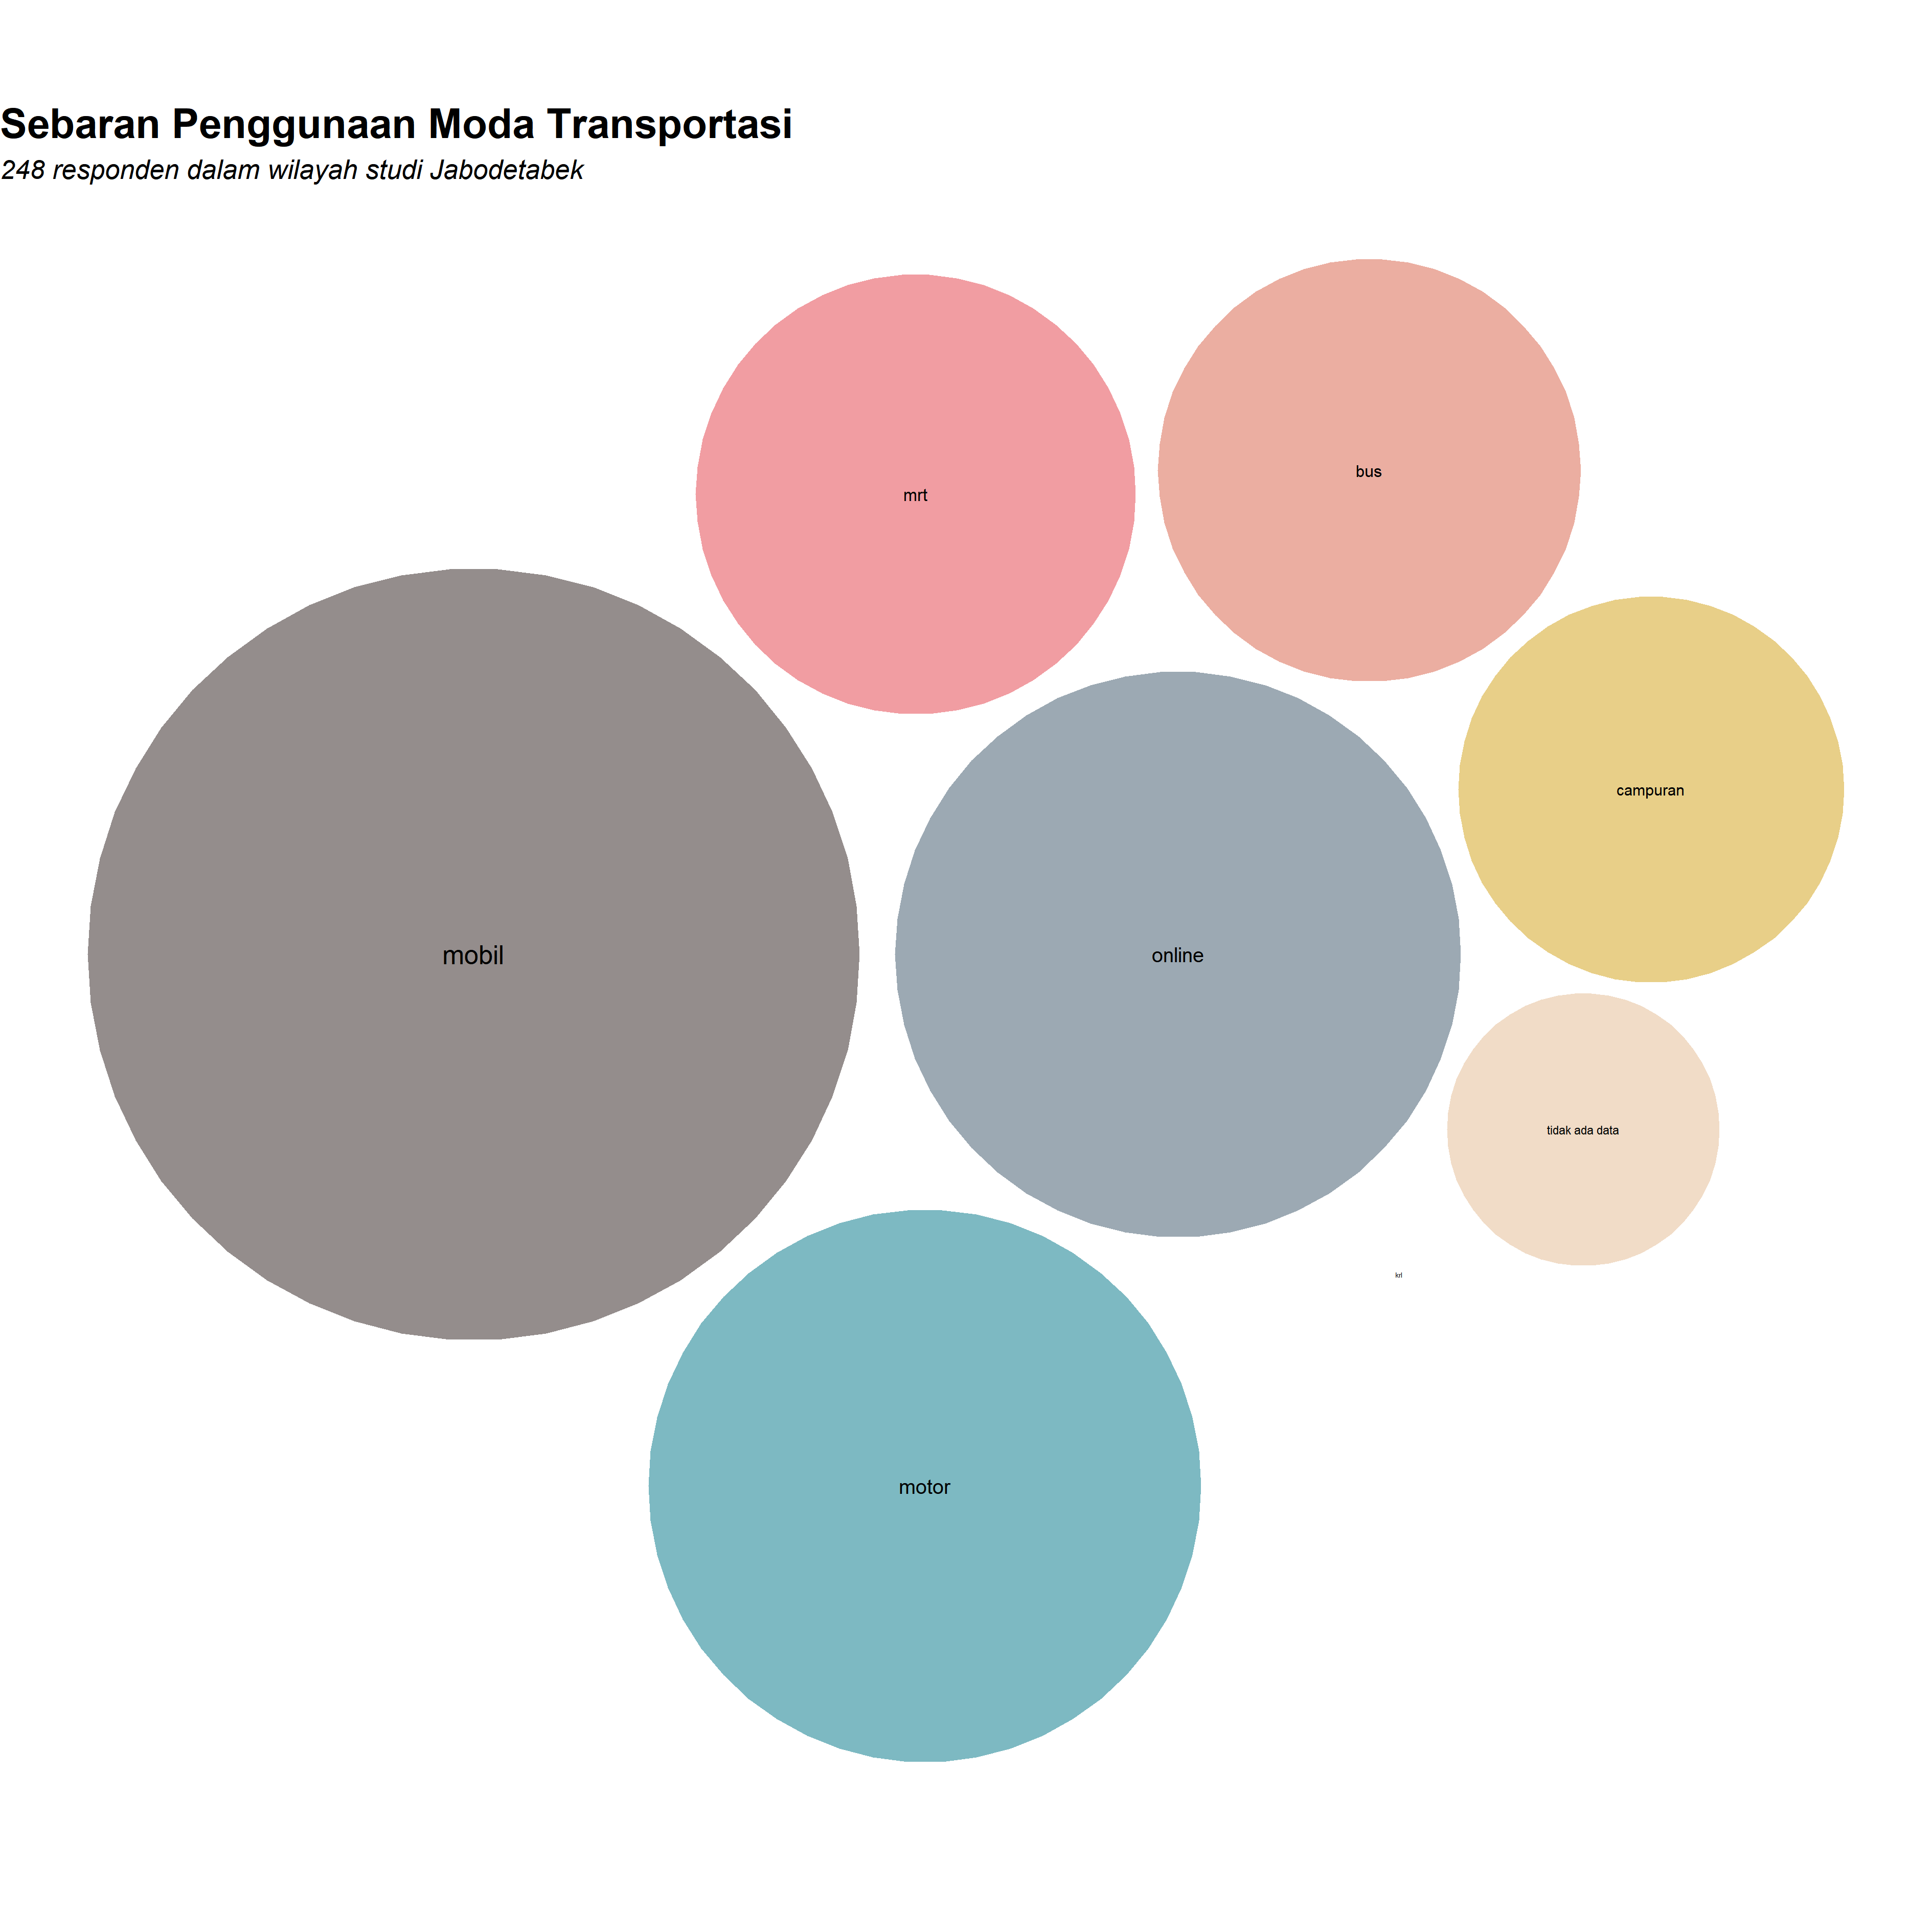 Sebaran Penggunaan Moda Transportasi
248 responden dalam wilayah studi Jabodetabek
bus
mrt
campuran
mobil
online
tidak ada data
krl
motor